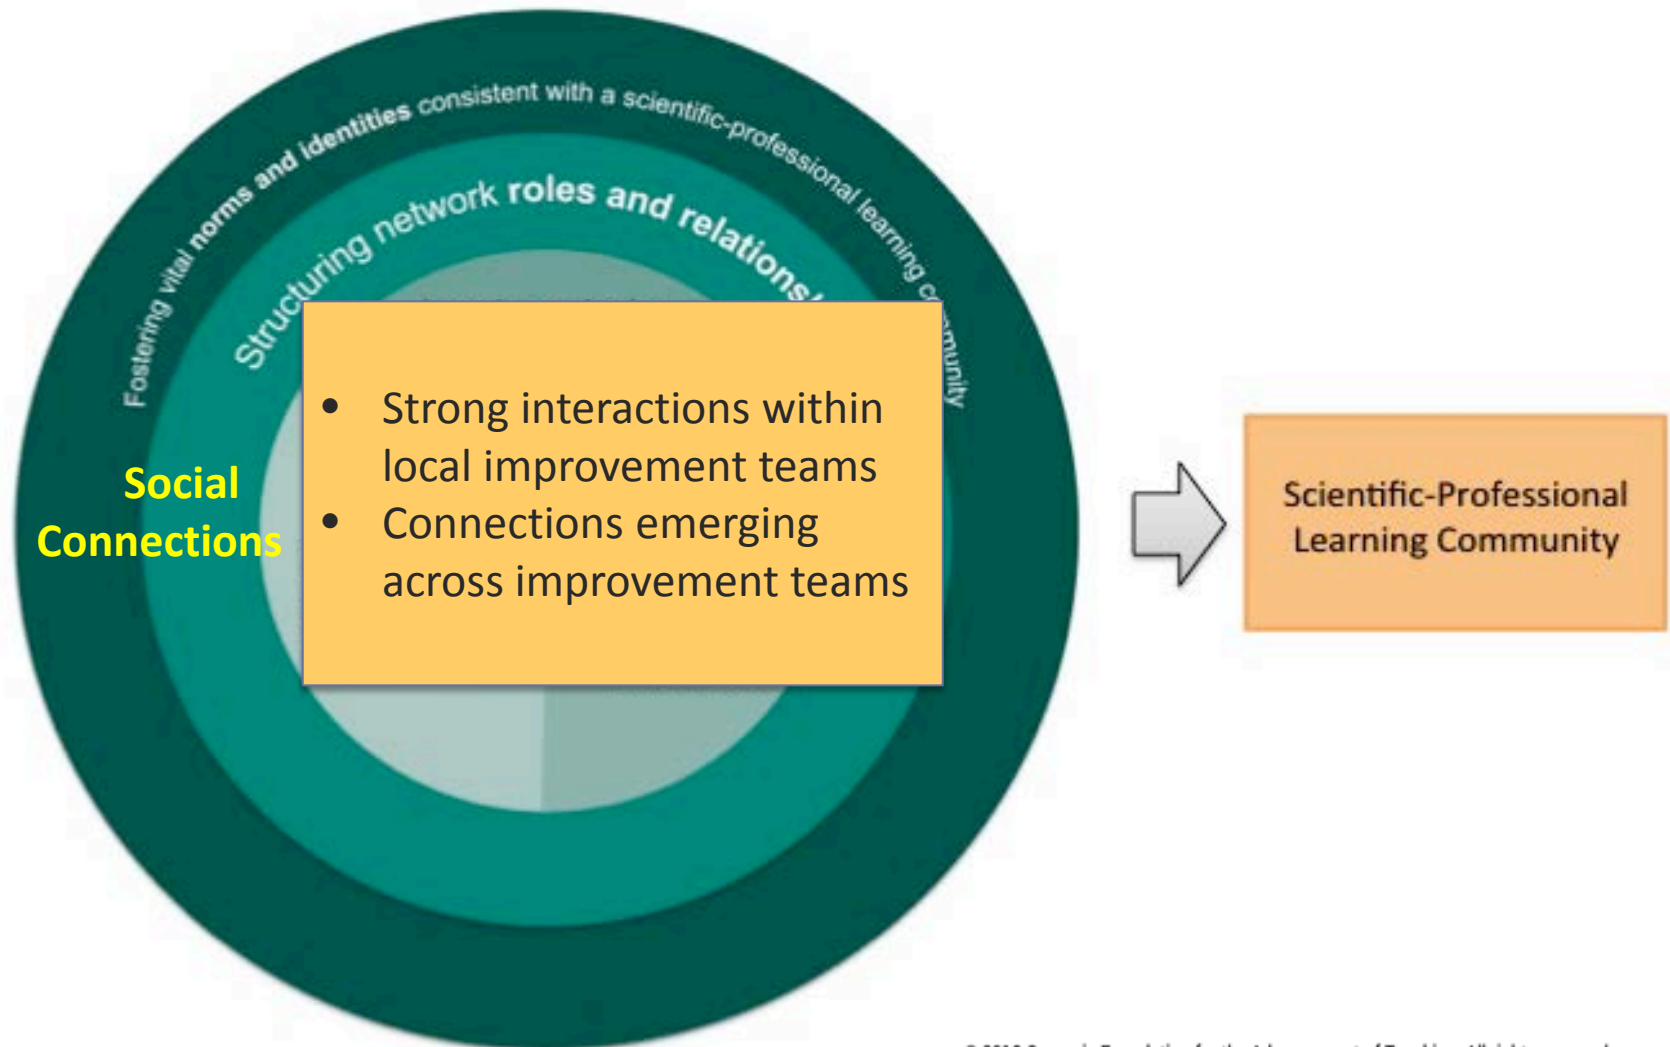 Fostering vital norms and identities consistent with a scientific-professional learning community
Structuring network roles and
Social
Connections
• Strong interactions within
local improvement teams
• Connections emerging
across improvement teams
Scientific-Professional
Learning Community